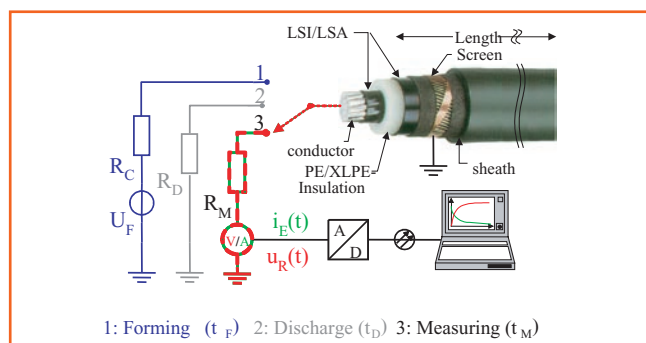 LSI/LSA
Length
Screen
1
2
3
conductor
PE/XLPE
Insulation
sheath
R_C
R_D
R_M
U_F
i_E(t)
u_R(t)
V/A
A
D
1: Forming (t_F) 2: Discharge (t_D) 3: Measuring (t_M)